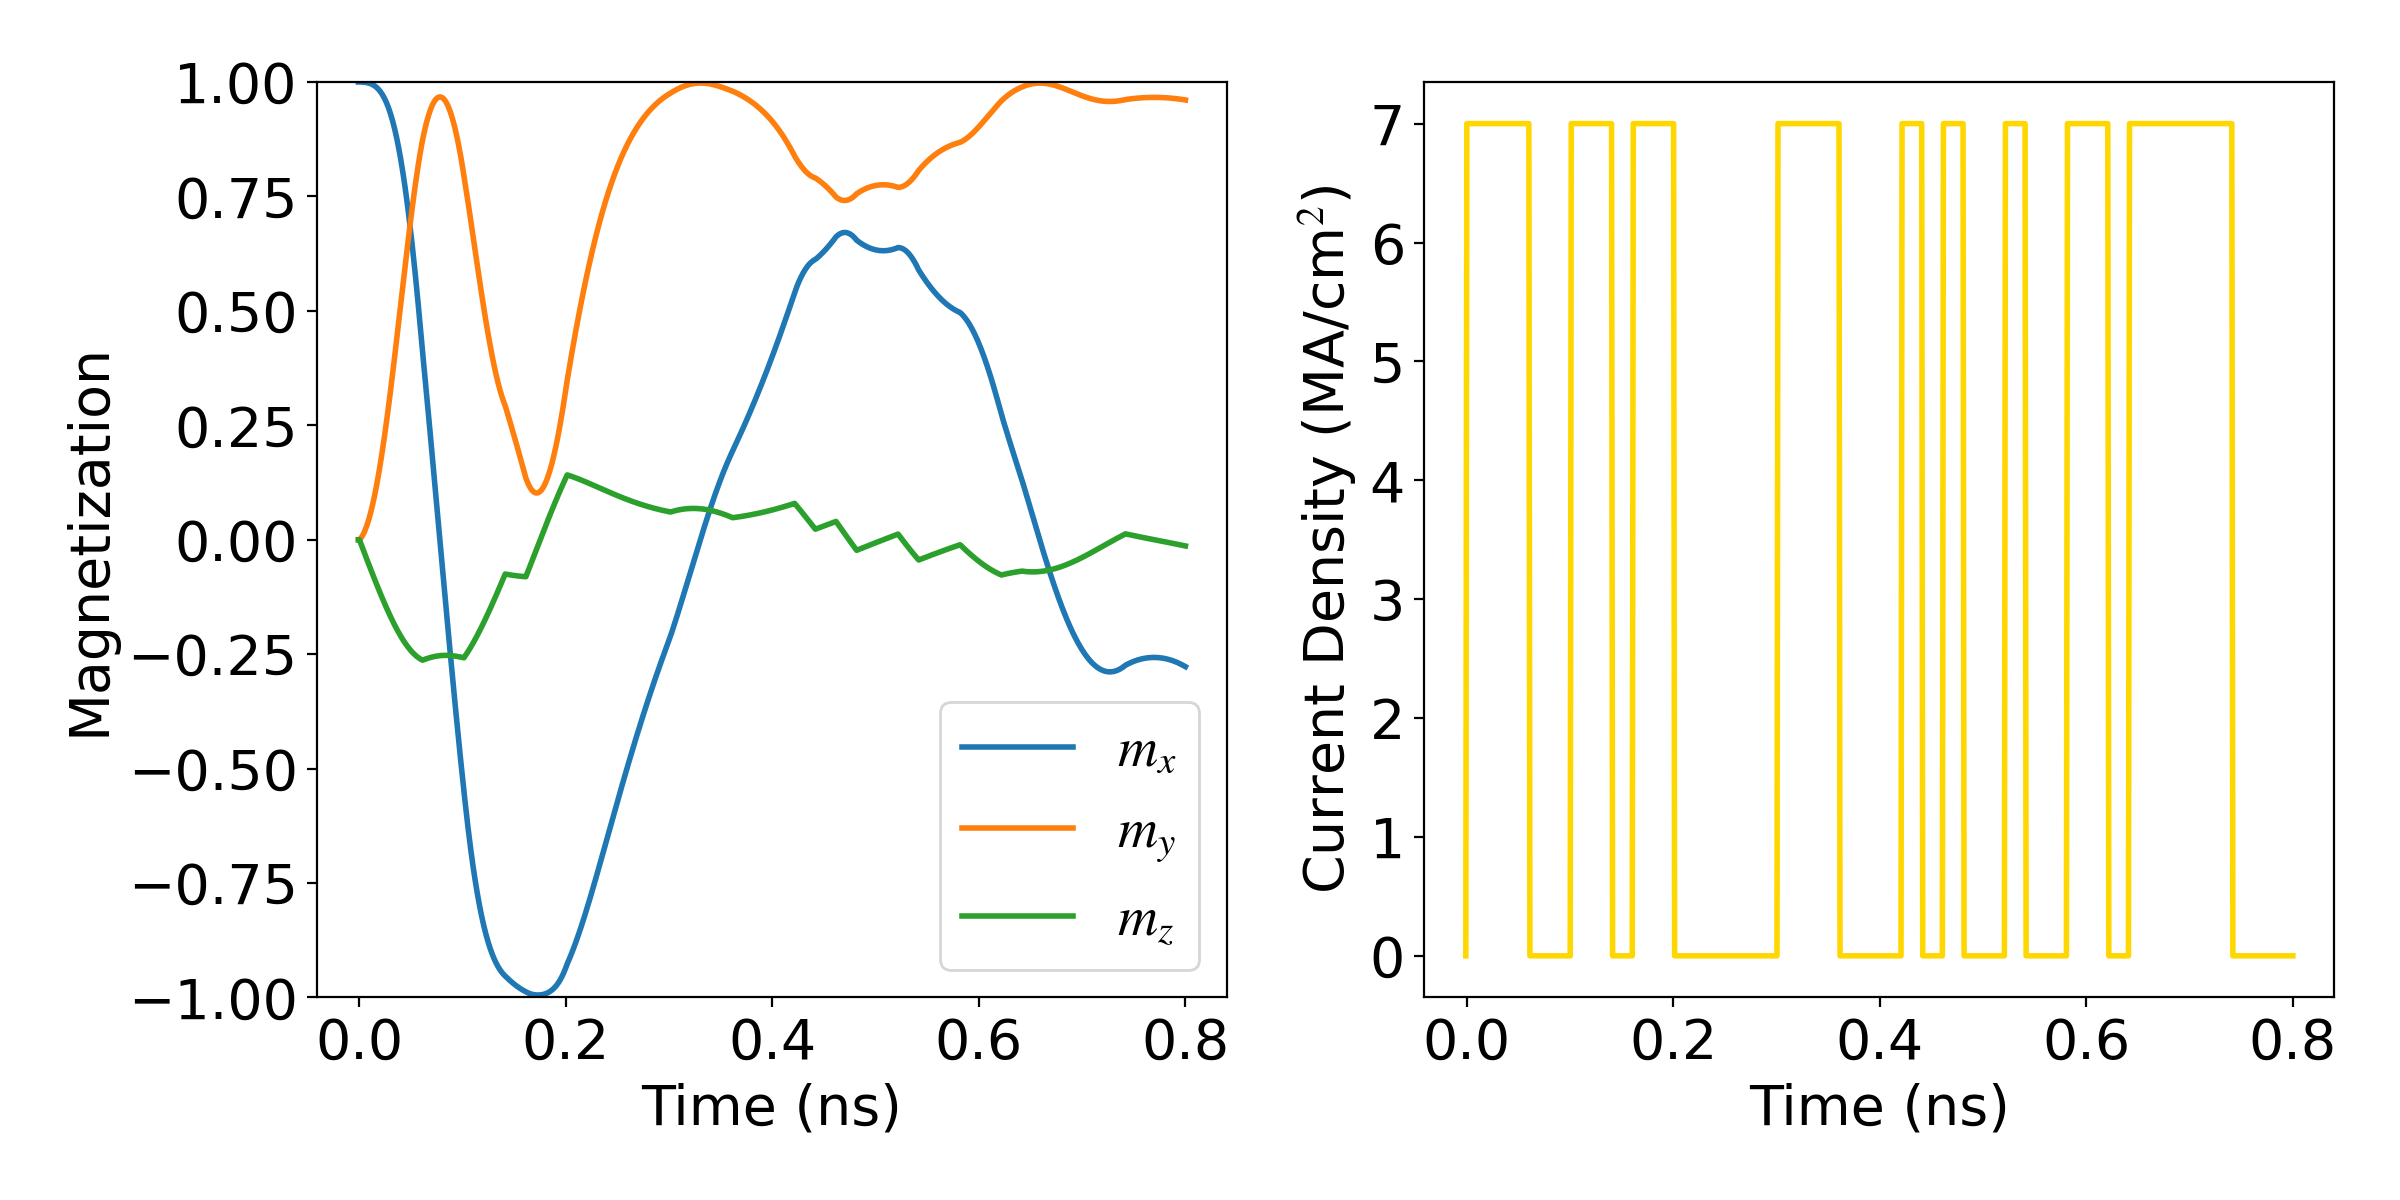 1.00
0.75
0.50
0.25
0.00
−0.25
−0.50
−0.75
−1.00
Magnetization
0.0 0.2 0.4 0.6 0.8
Time (ns)
m_x
m_y
m_z
7
6
5
4
3
2
1
0
Current Density (MA/cm²)
0.0 0.2 0.4 0.6 0.8
Time (ns)